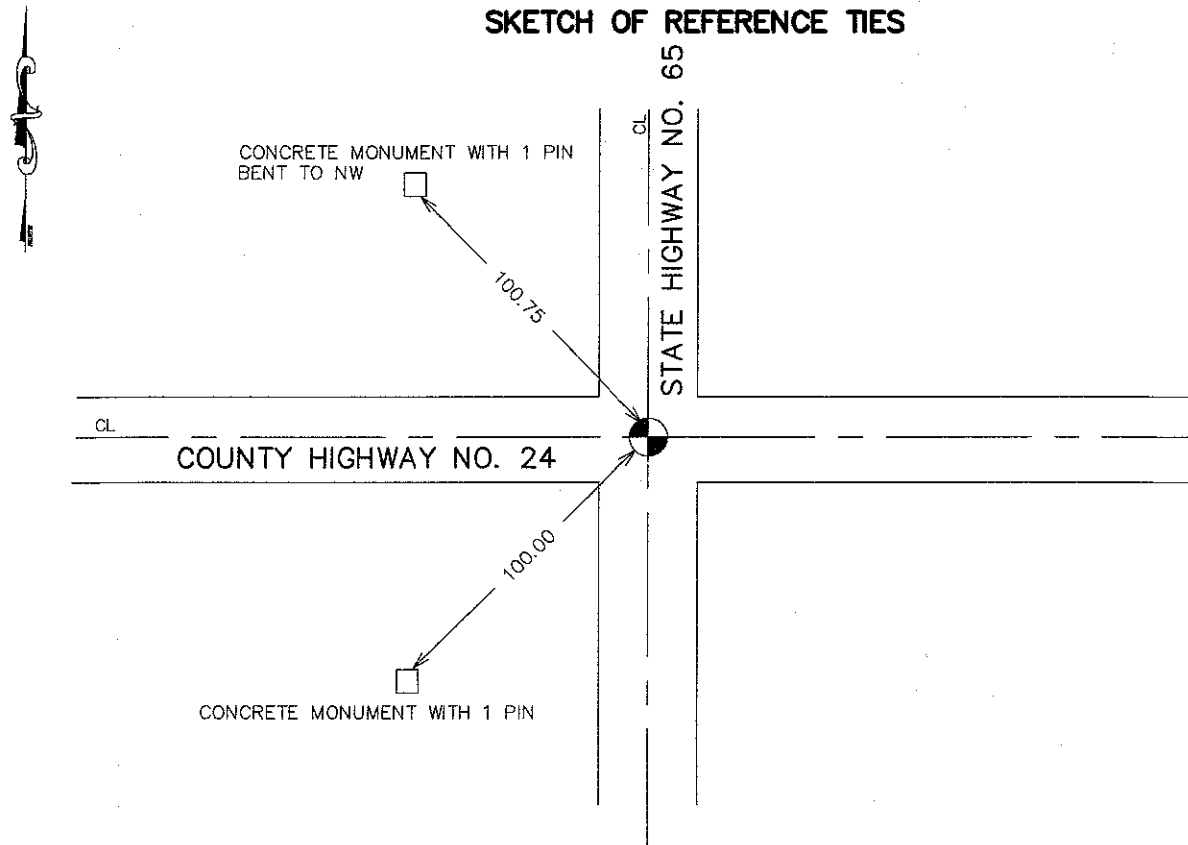 SKETCH OF REFERENCE TIES
STATE HIGHWAY NO. 65
CL
CONCRETE MONUMENT WITH 1 PIN
BENT TO NW
100.75
CL
COUNTY HIGHWAY NO. 24
100.00
CONCRETE MONUMENT WITH 1 PIN